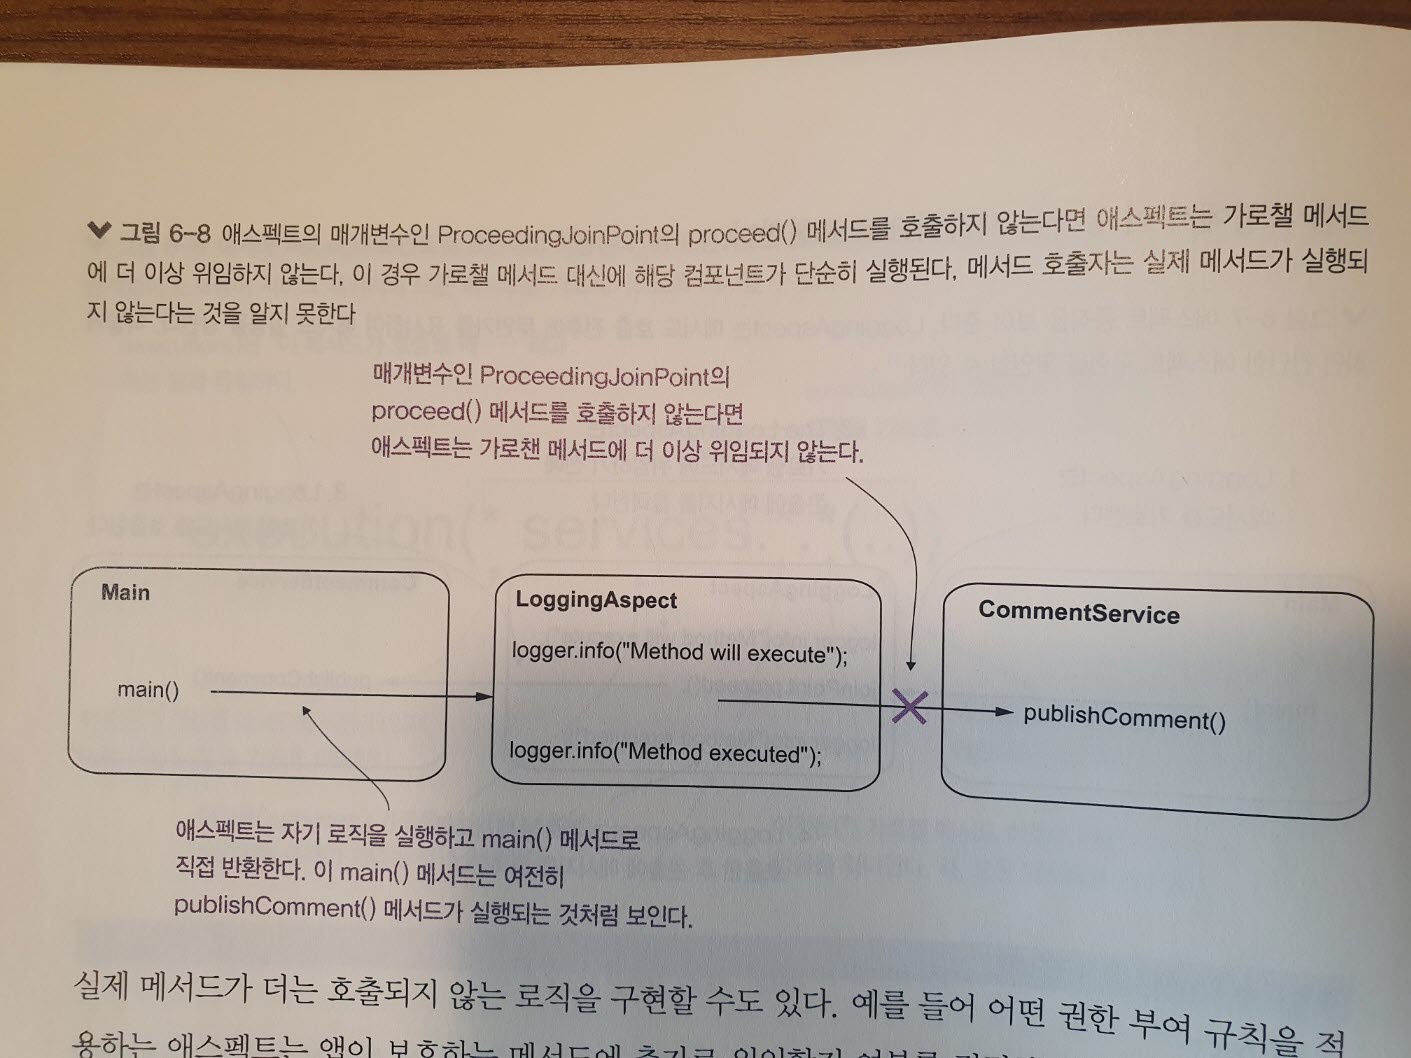 그림 6-8 애스펙트의 매개변수인 ProceedingJoinPoint의 proceed() 메서드를 호출하지 않는다면 애스펙트는 가로챌 메서드
에 더 이상 위임하지 않는다, 이 경우 가로챌 메서드 대신에 해당 컴포넌트가 단순히 실행된다, 메서드 호출자는 실제 메서드가 실행되
지 않는다는 것을 알지 못한다
매개변수인 ProceedingJoinPoint의
proceed() 메서드를 호출하지 않는다면
애스펙트는 가로챈 메서드에 더 이상 위임되지 않는다.
Main
main()
LoggingAspect
logger.info("Method will execute");
logger.info("Method executed");
CommentService
publishComment()
애스펙트는 자기 로직을 실행하고 main() 메서드로
직접 반환한다. 이 main() 메서드는 여전히
publishComment() 메서드가 실행되는 것처럼 보인다.
실제 메서드가 더는 호출되지 않는 로직을 구현할 수도 있다. 예를 들어 어떤 권한 부여 규칙을 적
용하는 애스펙트는 앱이 보호하는 메서드에